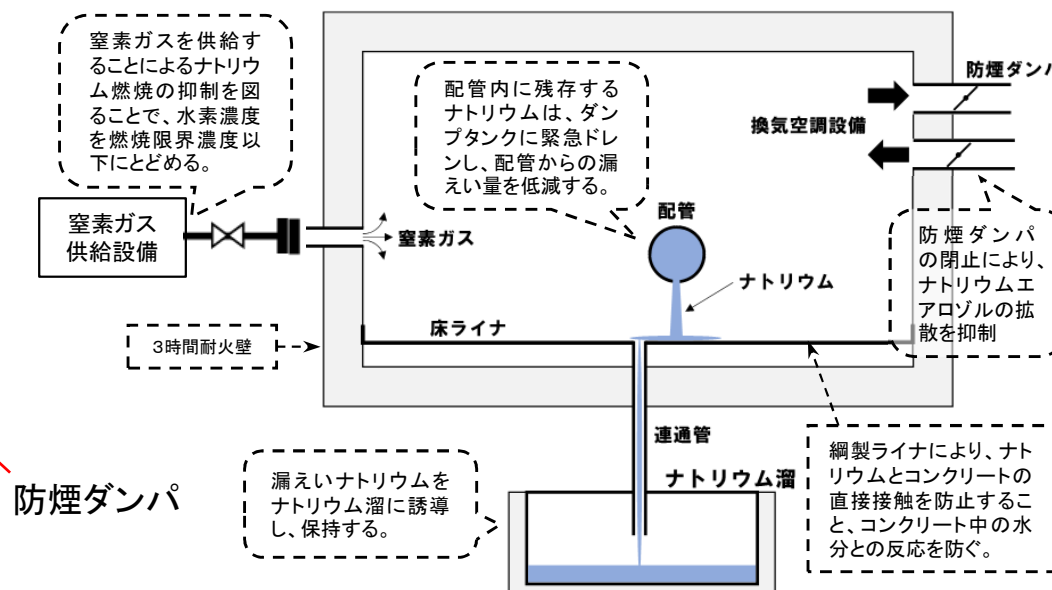 窒素ガスを供給す
ることによるナトリウ
ム燃焼の抑制を図
ることで、水素濃度
を燃焼限界濃度以
下にとどめる。
配管内に残存する
ナトリウムは、ダン
プタンクに緊急ドレ
ンし、配管からの漏
えい量を低減する。
防煙ダンパ
換気空調設備
窒素ガス
供給設備
窒素ガス
配管
ナトリウム
防煙ダンパ
の閉止により、
ナトリウムエ
アロゾルの拡
散を抑制
床ライナ
3時間耐火壁
連通管
ナトリウム溜
漏えいナトリウムを
ナトリウム溜に誘導
し、保持する。
綱製ライナにより、ナト
リウムとコンクリートの
直接接触を防止するこ
と、コンクリート中の水
分との反応を防ぐ。
防煙ダンパ